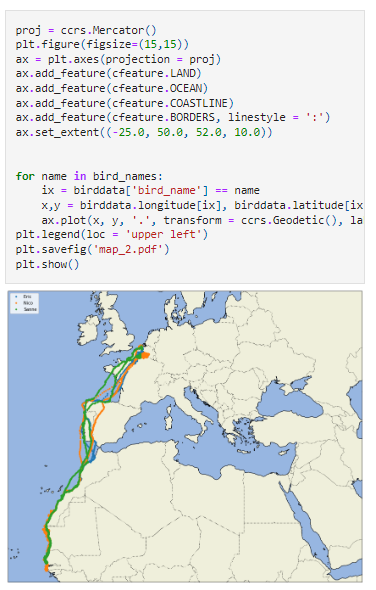 proj = ccrs.Mercator()
plt.figure(figsize=(15,15))
ax = plt.axes(projection = proj)
ax.add_feature(cfeature.LAND)
ax.add_feature(cfeature.OCEAN)
ax.add_feature(cfeature.COASTLINE)
ax.add_feature(cfeature.BORDERS, linestyle = ':')
ax.set_extent((-25.0, 50.0, 52.0, 10.0))
for name in bird_names:
ix = birddata['bird_name'] == name
x,y = birddata.longitude[ix], birddata.latitude[ix
ax.plot(x, y, '.', transform = ccrs.Geodetic(), la
plt.legend(loc = 'upper left')
plt.savefig('map_2.pdf')
plt.show()
Eric
Nico
Sanne